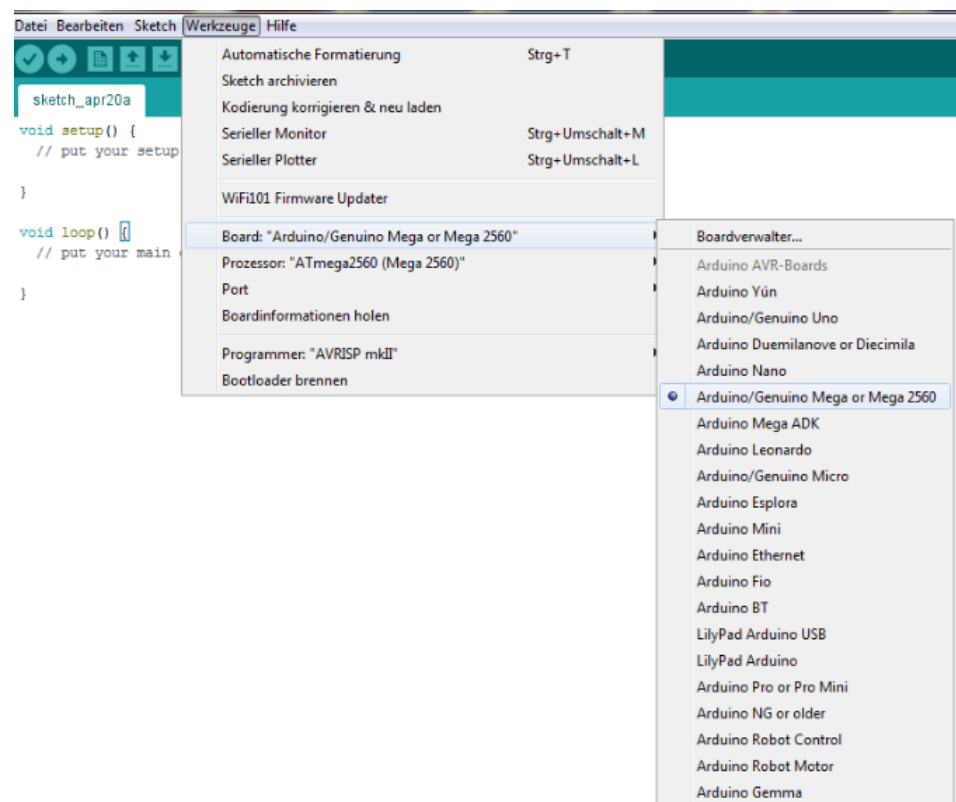 Datei Bearbeiten Sketch Werkzeuge Hilfe
sketch_apr20a
void setup() {
// put your setup
}
void loop() {
// put your main
}
Automatische Formatierung Strg+T
Sketch archivieren
Kodierung korrigieren & neu laden
Serieller Monitor Strg+Umschalt+M
Serieller Plotter Strg+Umschalt+L
WiFi101 Firmware Updater
Board: "Arduino/Genuino Mega or Mega 2560"
Prozessor: "ATmega2560 (Mega 2560)"
Port
Boardinformationen holen
Programmer: "AVRISP mkII"
Bootloader brennen
Boardverwalter...
Arduino AVR-Boards
Arduino Yún
Arduino/Genuino Uno
Arduino Duemilanove or Diecimila
Arduino Nano
Arduino/Genuino Mega or Mega 2560
Arduino Mega ADK
Arduino Leonardo
Arduino/Genuino Micro
Arduino Esplora
Arduino Mini
Arduino Ethernet
Arduino Fio
Arduino BT
LilyPad Arduino USB
LilyPad Arduino
Arduino Pro or Pro Mini
Arduino NG or older
Arduino Robot Control
Arduino Robot Motor
Arduino Gemma